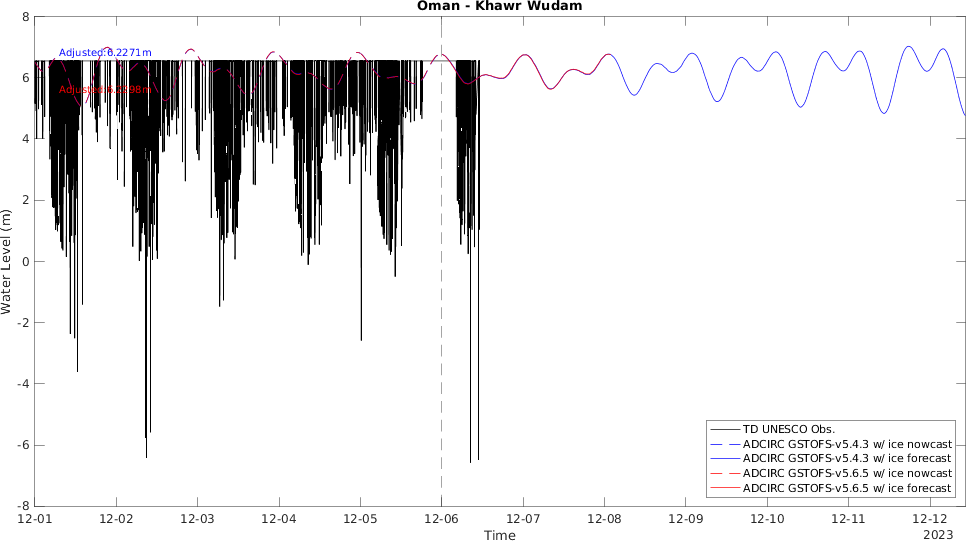 Oman - Khawr Wudam
8
6
4
2
0
-2
-4
-6
-8
Water Level (m)
Adjusted:6.2271m
TD UNESCO Obs.
ADCIRC GSTOFS-v5.4.3 w/ ice nowcast
ADCIRC GSTOFS-v5.4.3 w/ ice forecast
ADCIRC GSTOFS-v5.6.5 w/ ice nowcast
ADCIRC GSTOFS-v5.6.5 w/ ice forecast
12-01 12-02 12-03 12-04 12-05 12-06 12-07 12-08 12-09 12-10 12-11 12-12
2023
Time